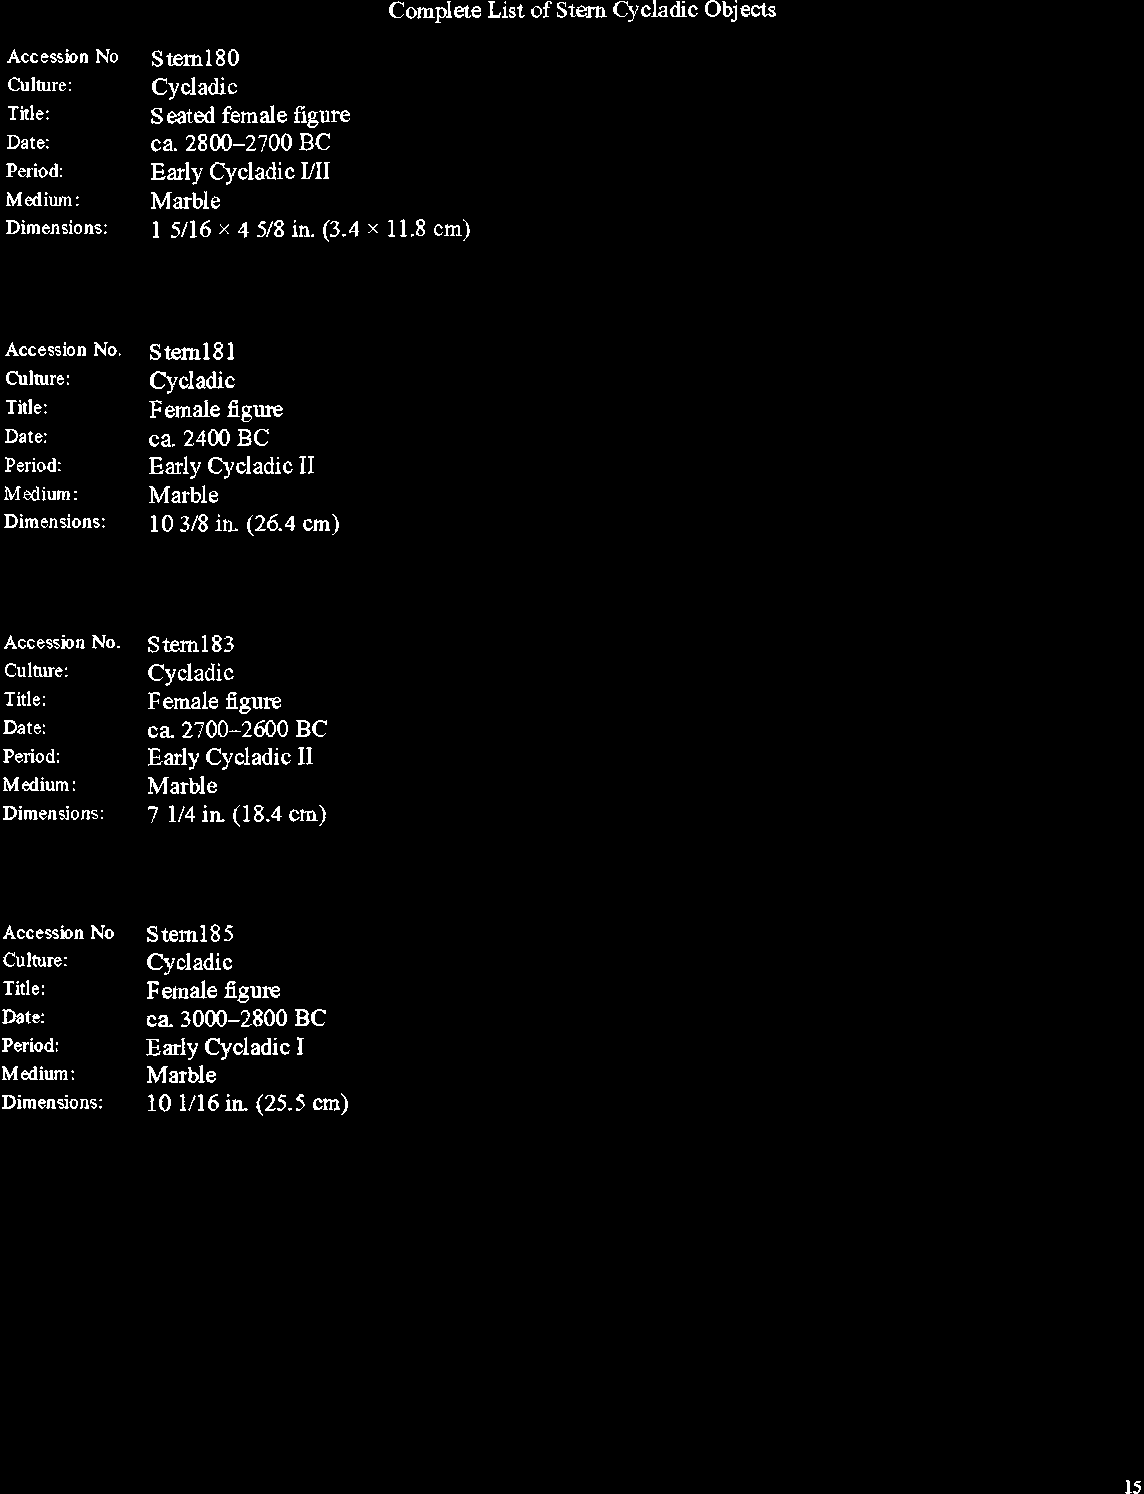 Complete List of Stern Cycladic Objects
Accession No Stern180
Culture: Cycladic
Title: Seated female figure
Date: ca. 2800–2700 BC
Period: Early Cycladic I/II
Medium: Marble
Dimensions: 1 5/16 × 4 5/8 in. (3.4 × 11.8 cm)
Accession No. Stern181
Culture: Cycladic
Title: Female figure
Date: ca. 2400 BC
Period: Early Cycladic II
Medium: Marble
Dimensions: 10 3/8 in. (26.4 cm)
Accession No. Stern183
Culture: Cycladic
Title: Female figure
Date: ca. 2700–2600 BC
Period: Early Cycladic II
Medium: Marble
Dimensions: 7 1/4 in. (18.4 cm)
Accession No Stern185
Culture: Cycladic
Title: Female figure
Date: ca. 3000–2800 BC
Period: Early Cycladic I
Medium: Marble
Dimensions: 10 1/16 in. (25.5 cm)
15